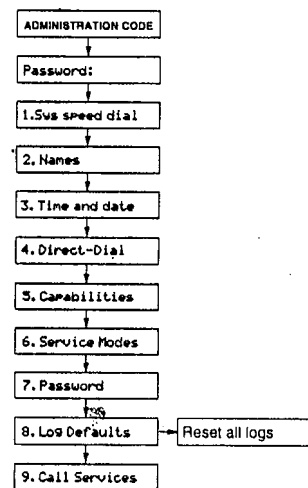 ADMINISTRATION CODE
Password:
1.Sys speed dial
2. Names
3. Time and date
4. Direct-Dial
5. Capabilities
6. Service Modes
7. Password
8. Log Defaults
Reset all logs
9. Call Services